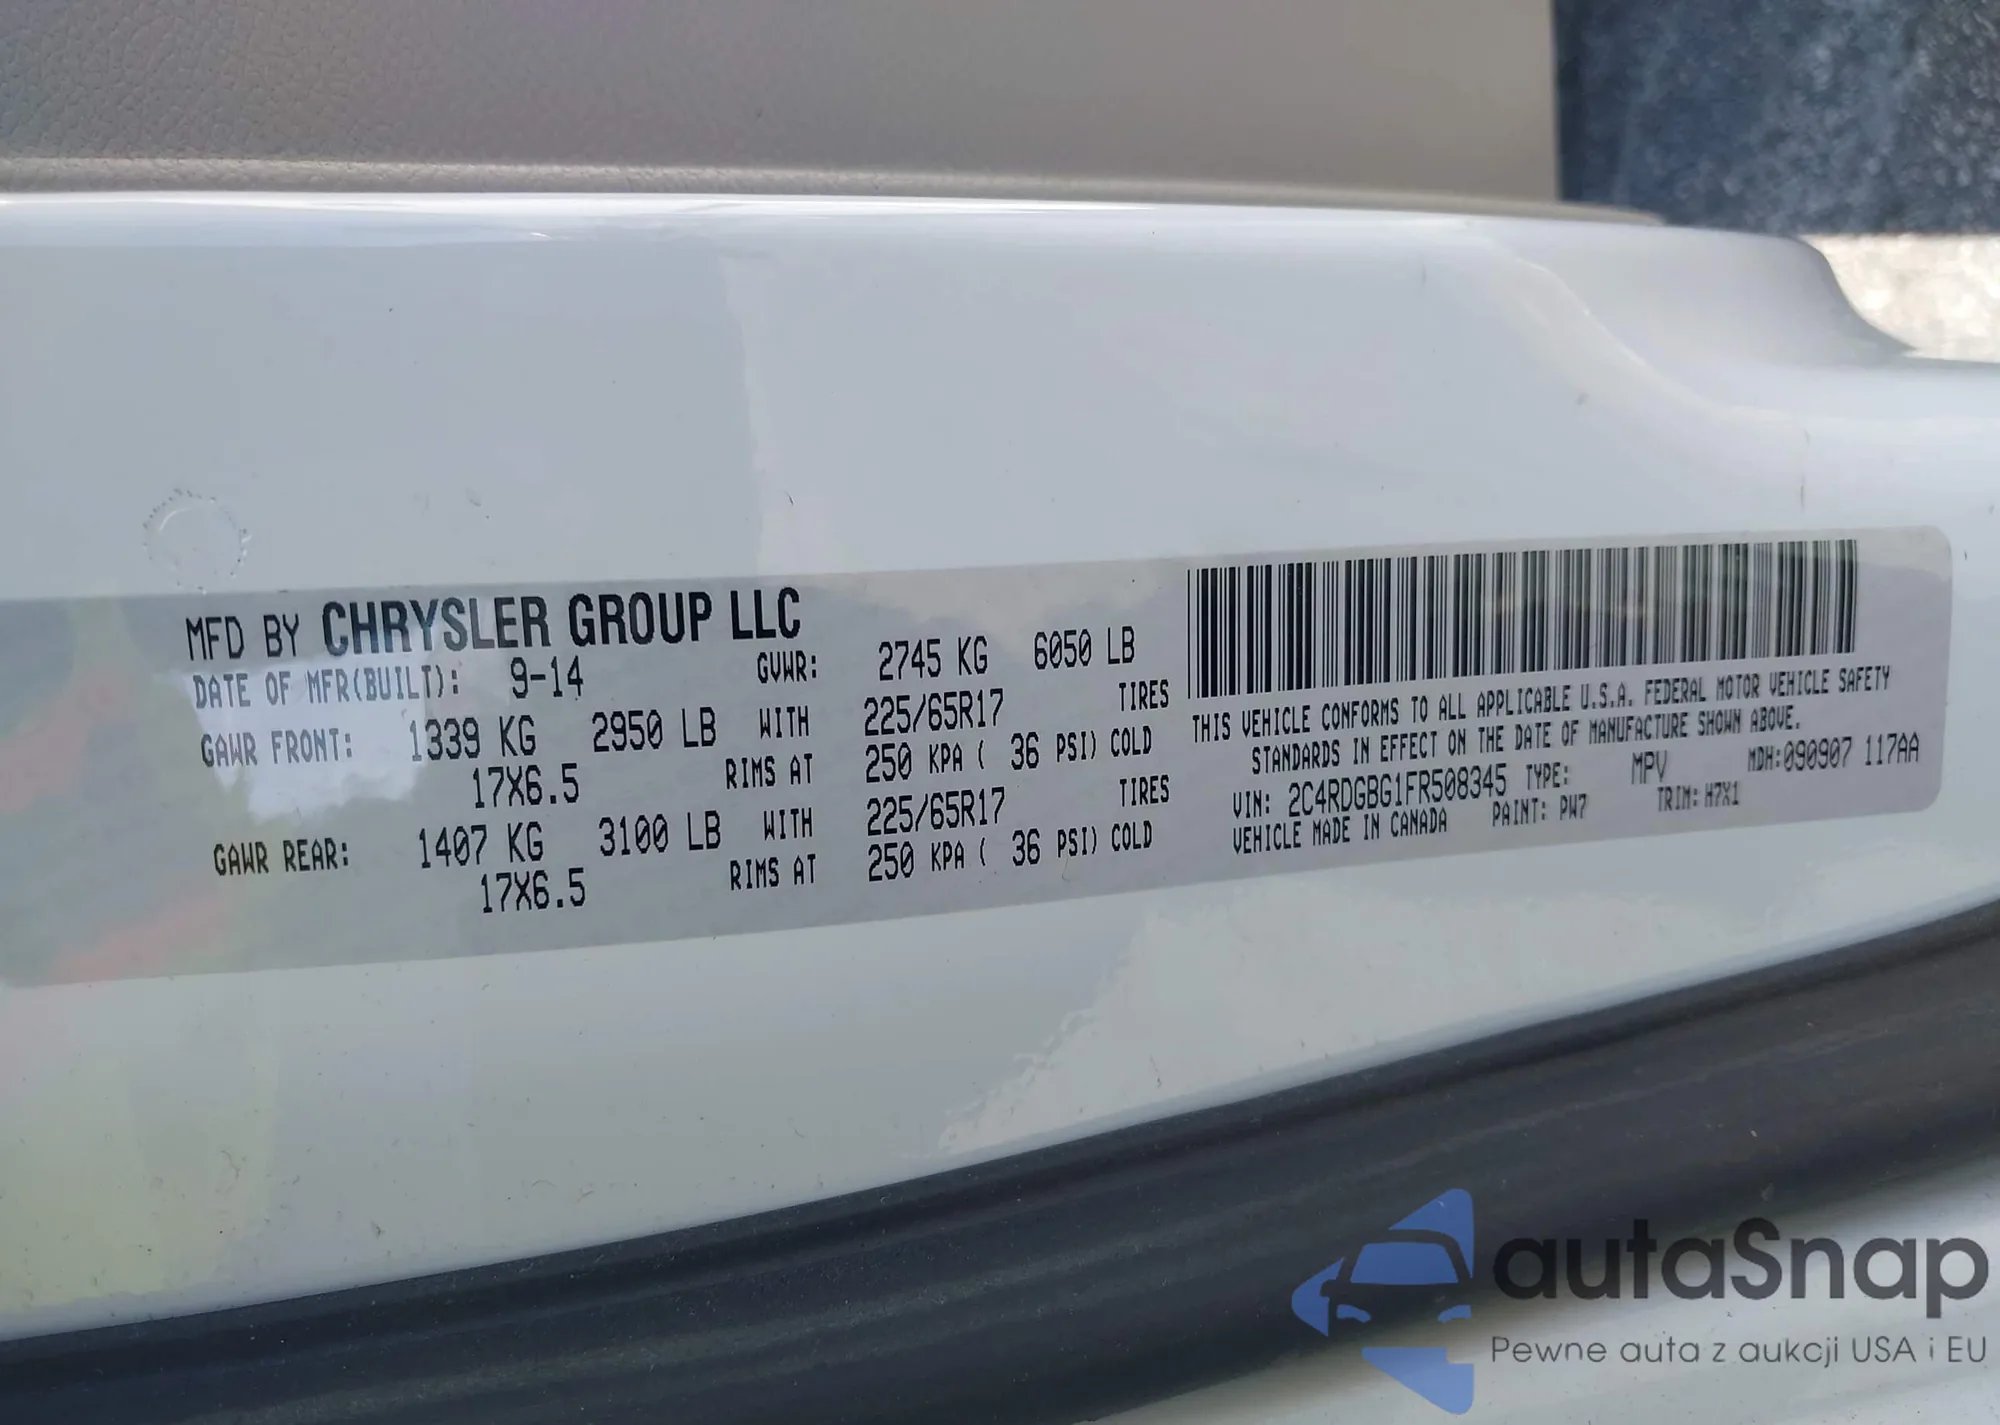 MFD BY CHRYSLER GROUP LLC
DATE OF MFR(BUILT): 9-14 GVWR: 2745 KG 6050 LB
GAWR FRONT: 1339 KG 2950 LB WITH 225/65R17 TIRES
17X6.5 RIMS AT 250 KPA ( 36 PSI) COLD
GAWR REAR: 1407 KG 3100 LB WITH 225/65R17 TIRES
17X6.5 RIMS AT 250 KPA ( 36 PSI) COLD
THIS VEHICLE CONFORMS TO ALL APPLICABLE U.S.A. FEDERAL MOTOR VEHICLE SAFETY
STANDARDS IN EFFECT ON THE DATE OF MANUFACTURE SHOWN ABOVE.
VIN: 2C4RDGBG1FR508345 TYPE: MPV MDH:090907 117AA
VEHICLE MADE IN CANADA PAINT: PW7 TRIM: H7X1
autaSnap
Pewne auta z aukcji USA i EU